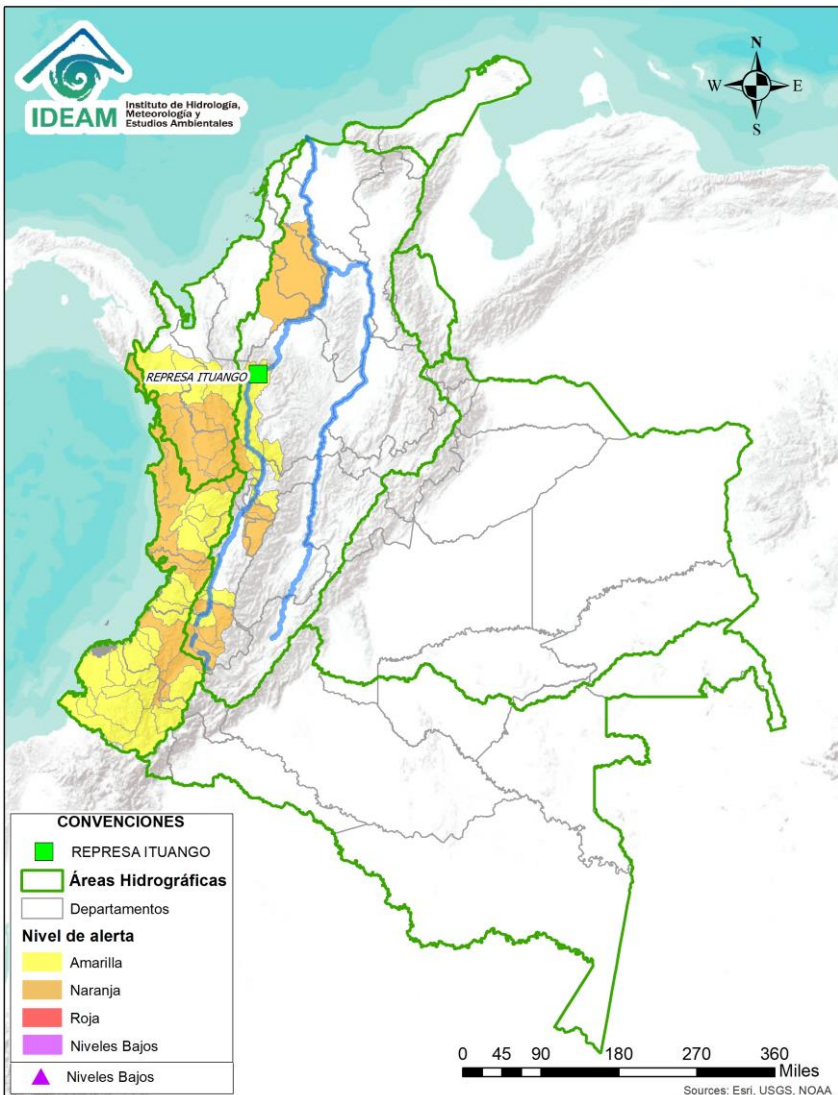 IDEAM
Instituto de Hidrología,
Meteorología y
Estudios Ambientales
N
W
E
S
REPRESA ITUANGO
CONVENCIONES
REPRESA ITUANGO
Áreas Hidrográficas
Departamentos
Nivel de alerta
Amarilla
Naranja
Roja
Niveles Bajos
Niveles Bajos
0 45 90 180 270 360
Miles
Sources: Esri, USGS, NOAA